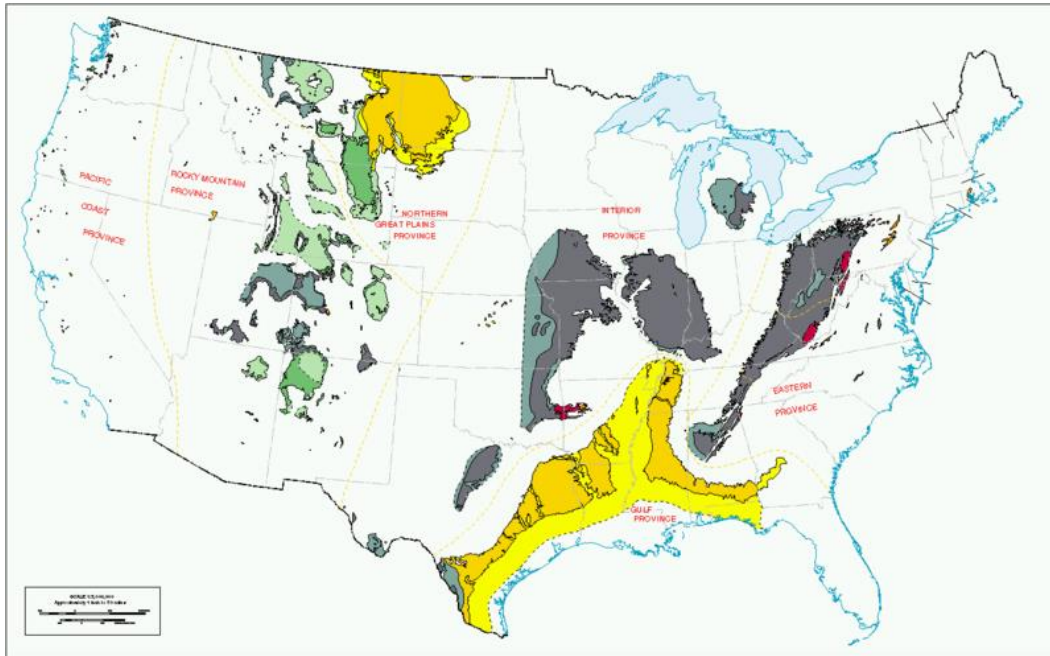 PACIFIC
COAST
PROVINCE
ROCKY MOUNTAIN
PROVINCE
NORTHERN
GREAT PLAINS
PROVINCE
INTERIOR
PROVINCE
EASTERN
PROVINCE
GULF
PROVINCE